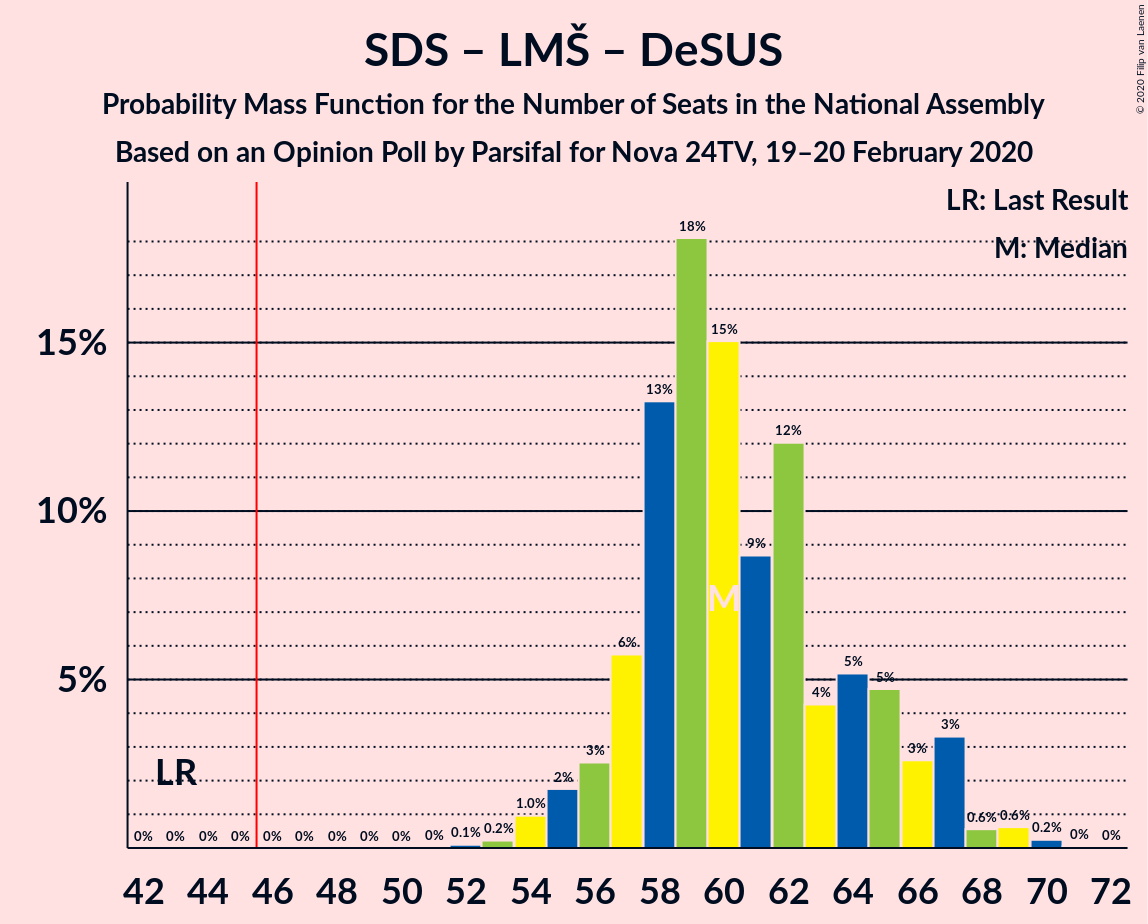 SDS – LMŠ – DeSUS
Probability Mass Function for the Number of Seats in the National Assembly
Based on an Opinion Poll by Parsifal for Nova 24TV, 19–20 February 2020
© 2020 Filip van Laenen
LR: Last Result
M: Median
18%
15%
15%
13%
12%
10%
9%
M
6%
5%
5%
5%
4%
3%
3%
3%
LR
2%
1.0%
0% 0% 0% 0% 0% 0% 0% 0% 0% 0% 0.1% 0.2% 0.6% 0.6% 0.2% 0% 0%
42 44 46 48 50 52 54 56 58 60 62 64 66 68 70 72